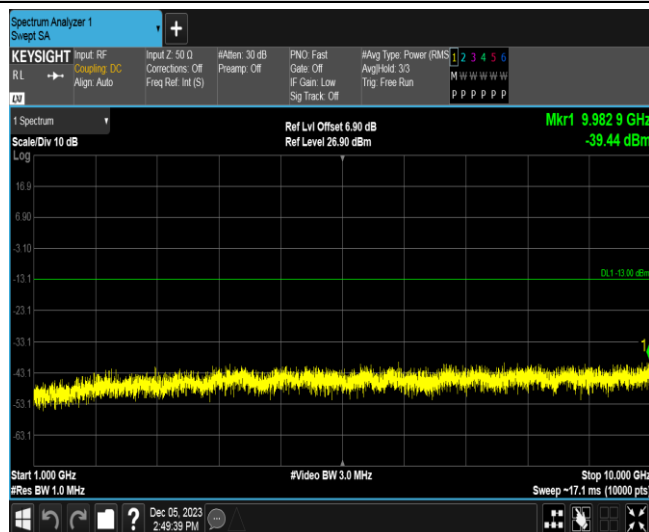 Spectrum Analyzer 1
Swept SA
KEYSIGHT Input: RF Input Z: 50 Ω #Atten: 30 dB PNO: Fast #Avg Type: Power (RMS 1 2 3 4 5 6
RL Coupling: DC Corrections: Off Preamp: Off Gate: Off Avg|Hold: 3/3 M W W W W W
Align: Auto Freq Ref: Int (S) IF Gain: Low Trig: Free Run
Sig Track: Off P P P P P P
LXI
1 Spectrum Ref Lvl Offset 6.90 dB Mkr1 9.982 9 GHz
Scale/Div 10 dB Ref Level 26.90 dBm -39.44 dBm
Log
16.9
6.90
-3.10
-13.1 DL1 -13.00 dBm
-23.1
-33.1
1
-43.1
-53.1
-63.1
Start 1.000 GHz #Video BW 3.0 MHz Stop 10.000 GHz
#Res BW 1.0 MHz Sweep ~17.1 ms (10000 pts)
? Dec 05, 2023
2:49:39 PM